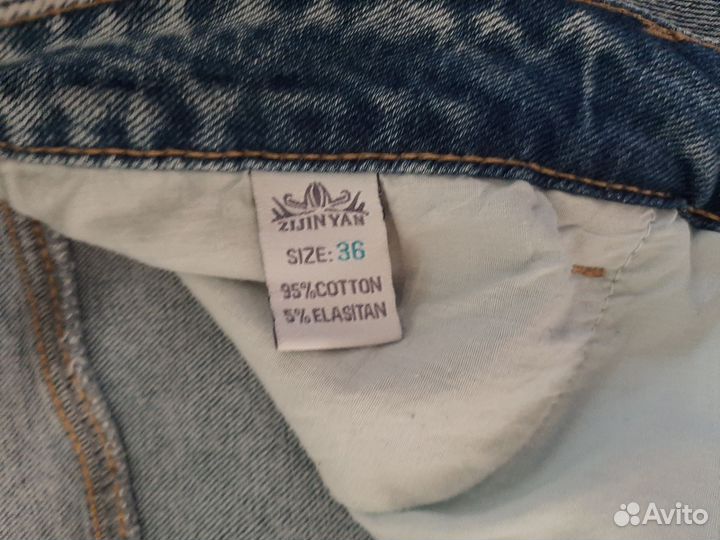 ZIJINYAN
SIZE: 36
95%COTTON
5% ELASITAN
Avito